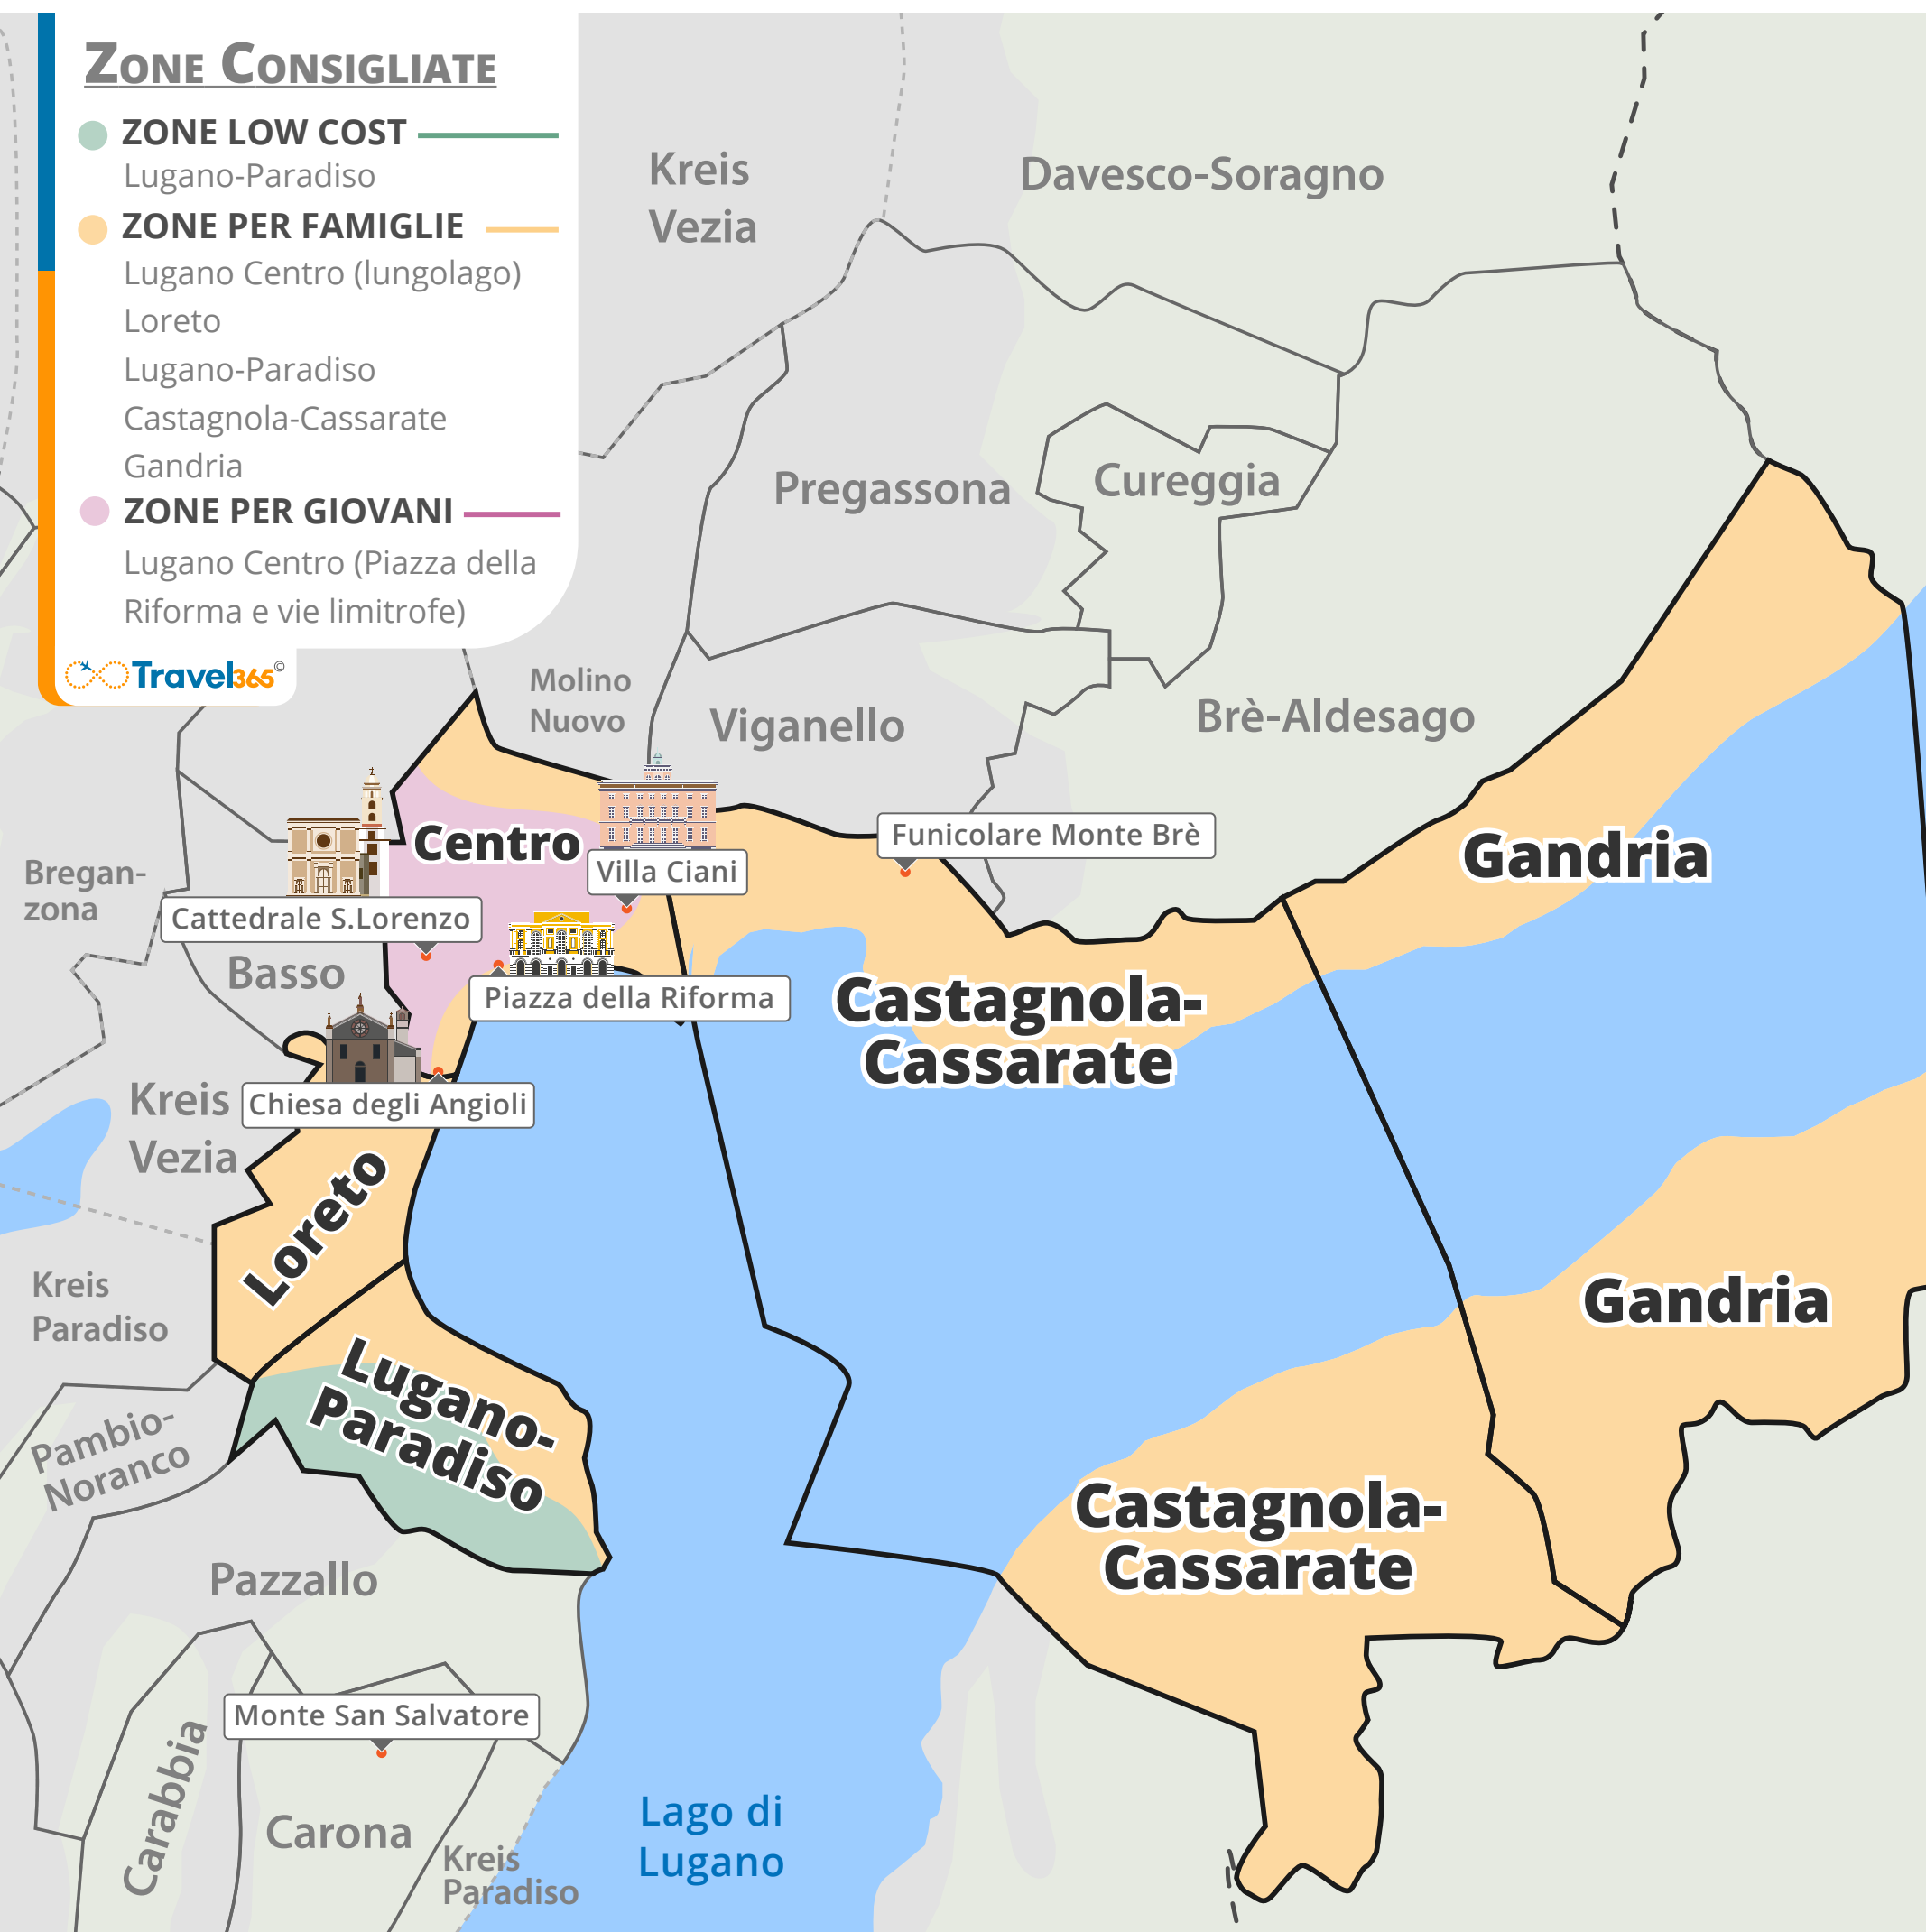 ZONE CONSIGLIATE
ZONE LOW COST
Lugano-Paradiso
ZONE PER FAMIGLIE
Lugano Centro (lungolago)
Loreto
Lugano-Paradiso
Castagnola-Cassarate
Gandria
ZONE PER GIOVANI
Lugano Centro (Piazza della
Riforma e vie limitrofe)
Travel365©
Kreis
Vezia
Davesco-Soragno
Pregassona
Cureggia
Molino
Nuovo
Viganello
Brè-Aldesago
Centro
Funicolare Monte Brè
Villa Ciani
Gandria
Bregan-
zona
Cattedrale S.Lorenzo
Basso
Piazza della Riforma
Castagnola-
Cassarate
Kreis
Vezia
Chiesa degli Angioli
Loreto
Kreis
Paradiso
Gandria
Lugano-
Paradiso
Pambio-
Noranco
Castagnola-
Cassarate
Pazzallo
Monte San Salvatore
Carabbia
Carona
Kreis
Paradiso
Lago di
Lugano